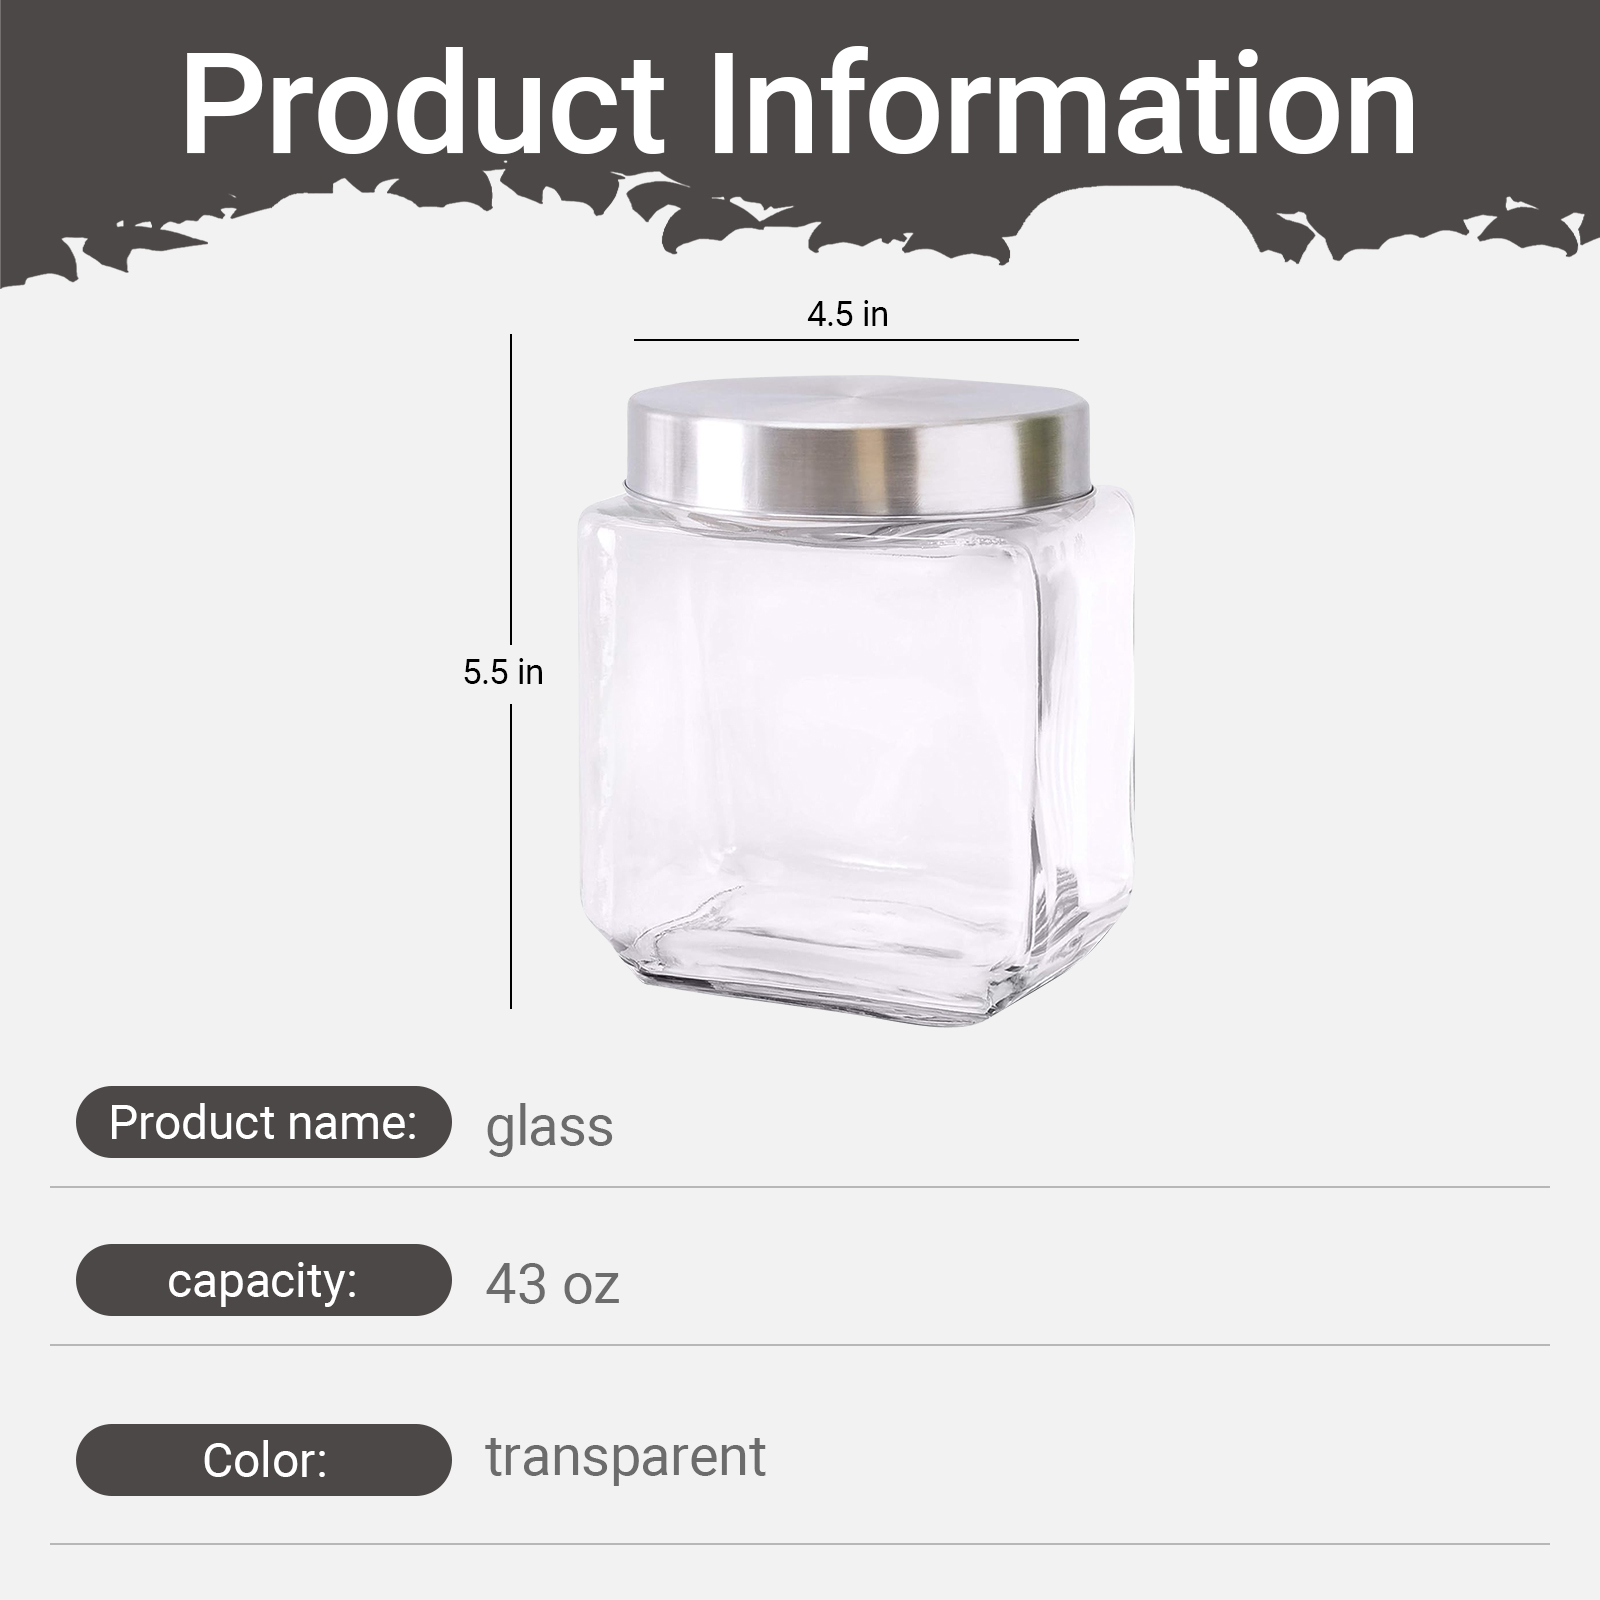 Product Information
4.5 in
5.5 in
Product name: glass
capacity: 43 oz
Color: transparent